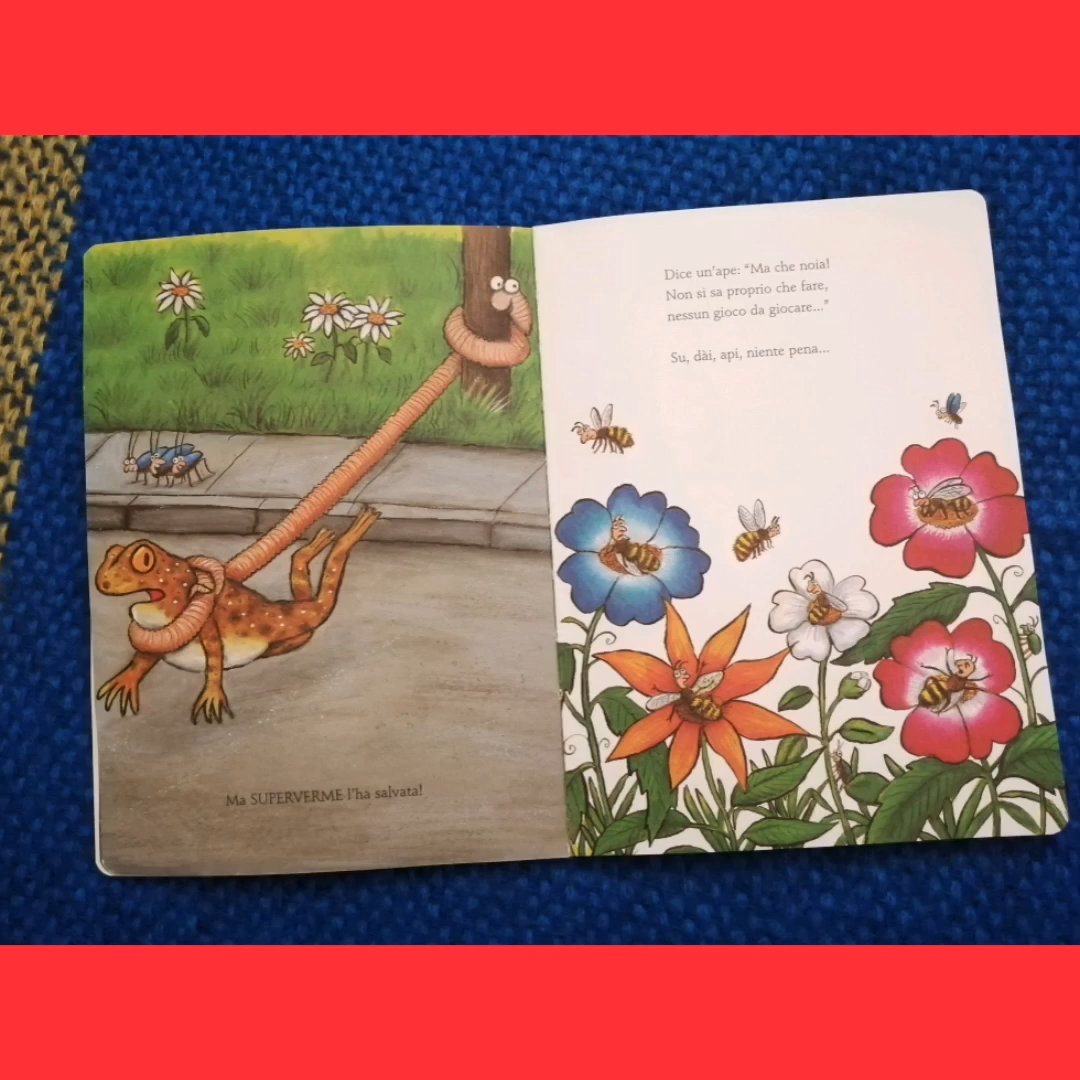 Ma SUPERVERME l'ha salvata!
Dice un'ape: "Ma che noia!
Non si sa proprio che fare,
nessun gioco da giocare..."
Su, dài, api, niente pena...